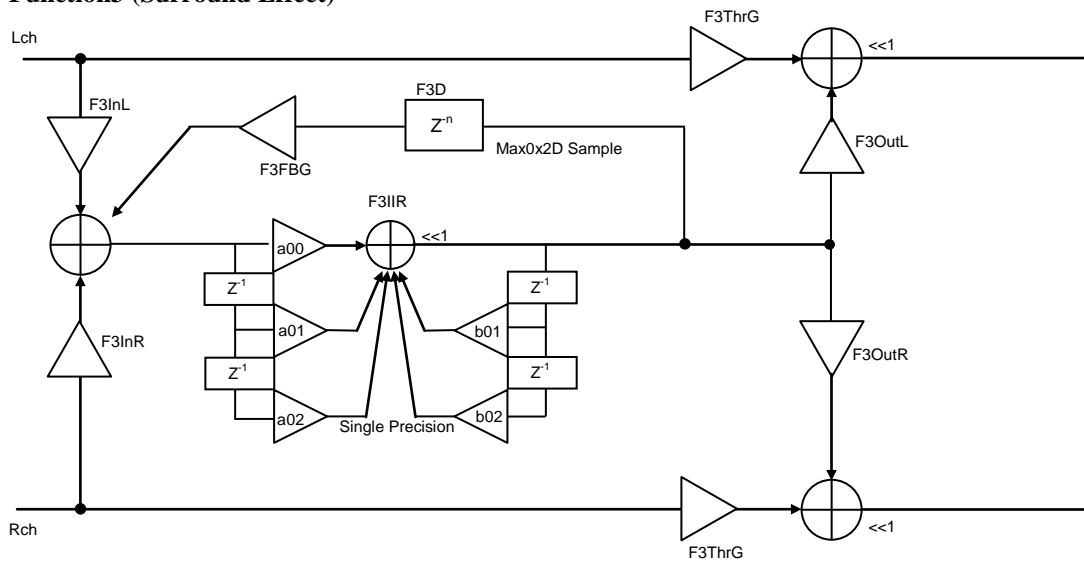 Function3 (Surround Effect)
Lch
F3ThrG
<<1
F3InL
F3D
Z-n
Max0x2D Sample
F3FBG
F3OutL
F3IIR
<<1
a00
Z-1
Z-1
a01
b01
F3InR
F3OutR
Z-1
Z-1
a02
b02
Single Precision
Rch
F3ThrG
<<1